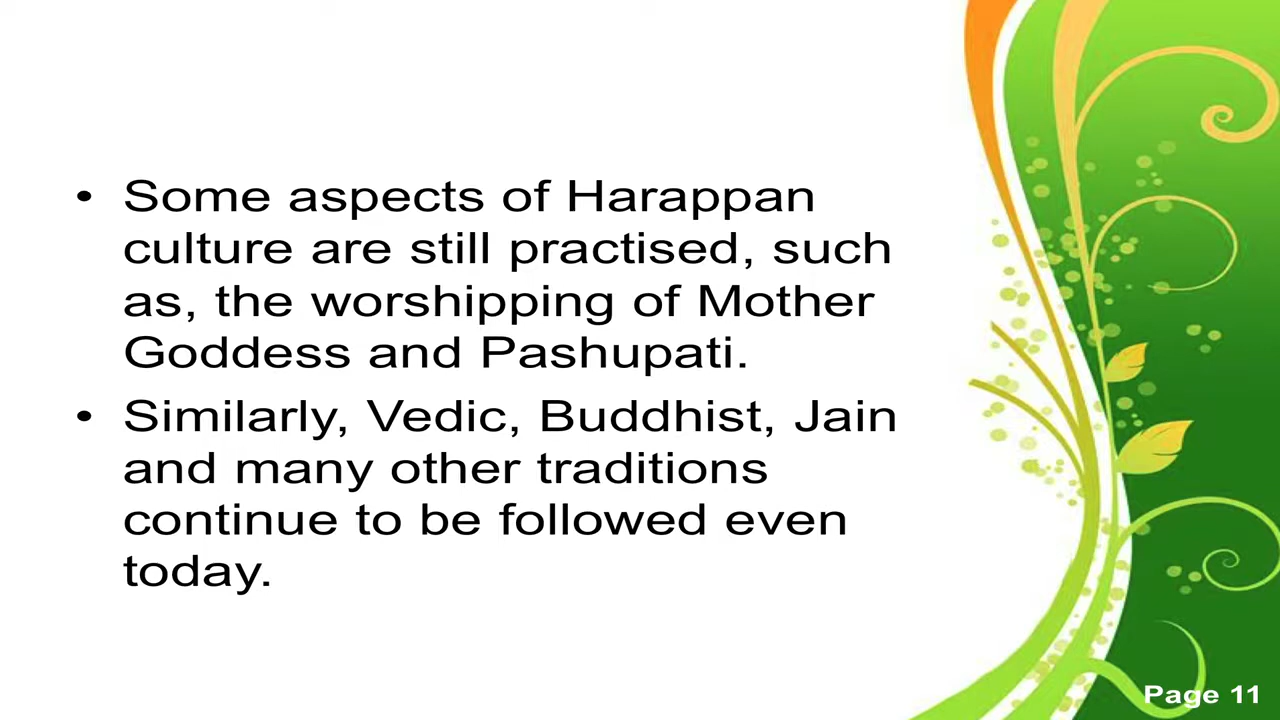 • Some aspects of Harappan
culture are still practised, such
as, the worshipping of Mother
Goddess and Pashupati.
• Similarly, Vedic, Buddhist, Jain
and many other traditions
continue to be followed even
today.
Page 11